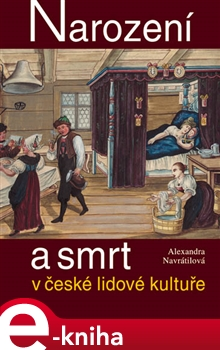 Narození
a smrt
Alexandra
Navrátilová
v české lidové kultuře
e-kniha